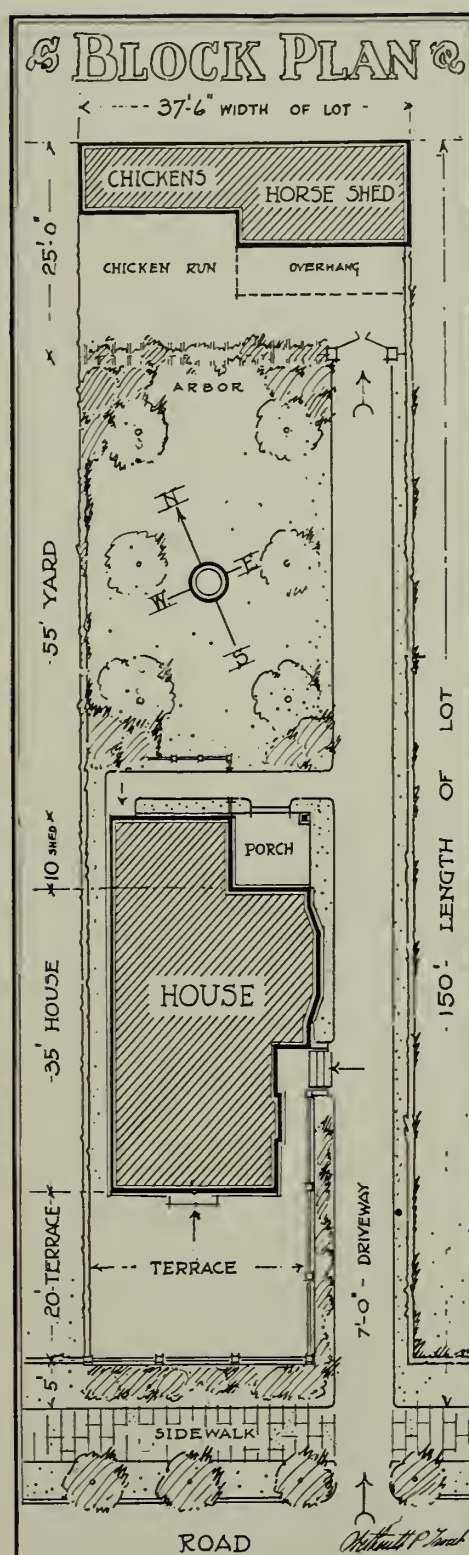 BLOCK PLAN
37'-6" WIDTH OF LOT
CHICKENS
HORSE SHED
25'-0"
CHICKEN RUN
OVERHANG
ARBOR
N
E
W
S
55' YARD
150'- LENGTH OF LOT
10 SHED
PORCH
HOUSE
35' HOUSE
20'-TERRACE
TERRACE
7'-0" - DRIVEWAY
5'
SIDEWALK
ROAD